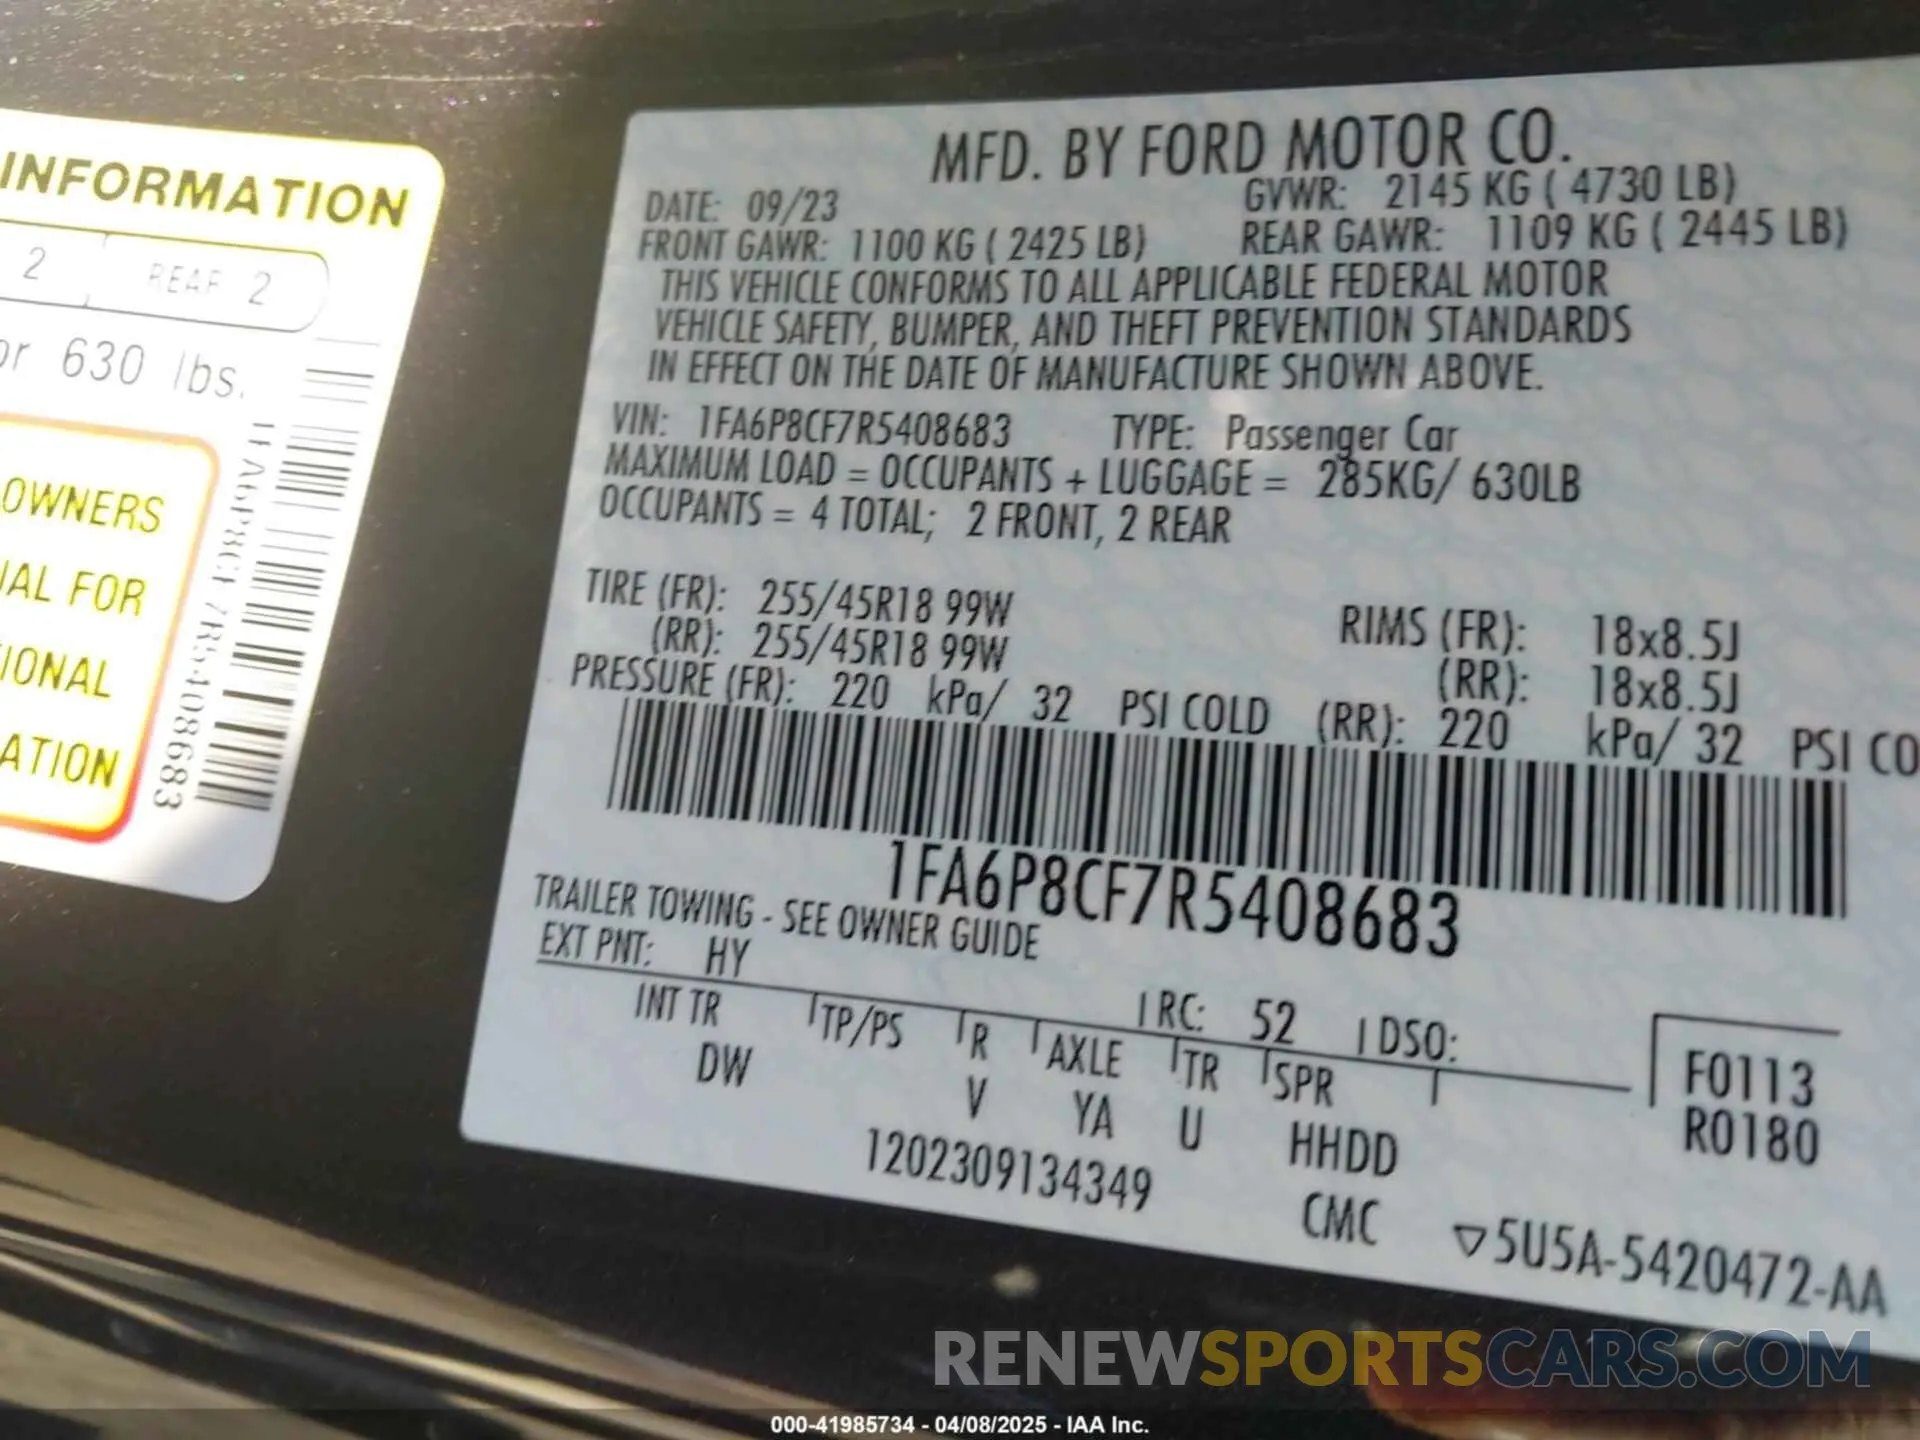 INFORMATION
2 REAR 2
or 630 lbs.
OWNERS
FOR
1FA6P8CF7R5408683
MFD. BY FORD MOTOR CO.
DATE: 09/23 GVWR: 2145 KG ( 4730 LB)
FRONT GAWR: 1100 KG ( 2425 LB) REAR GAWR: 1109 KG ( 2445 LB)
THIS VEHICLE CONFORMS TO ALL APPLICABLE FEDERAL MOTOR
VEHICLE SAFETY, BUMPER, AND THEFT PREVENTION STANDARDS
IN EFFECT ON THE DATE OF MANUFACTURE SHOWN ABOVE.
VIN: 1FA6P8CF7R5408683 TYPE: Passenger Car
MAXIMUM LOAD = OCCUPANTS + LUGGAGE = 285KG/ 630LB
OCCUPANTS = 4 TOTAL; 2 FRONT, 2 REAR
TIRE (FR): 255/45R18 99W RIMS (FR): 18x8.5J
(RR): 255/45R18 99W (RR): 18x8.5J
PRESSURE (FR): 220 kPa/ 32 PSI COLD (RR): 220 kPa/ 32 PSI CO
1FA6P8CF7R5408683
TRAILER TOWING - SEE OWNER GUIDE
EXT PNT: HY RC: 52 DSO:
INT TR TP/PS R AXLE TR SPR F0113
DW V YA U HHDD R0180
1202309134349 CMC ▽5U5A-5420472-AA
RENEWSPORTSCARS.COM
000-41985734 - 04/08/2025 - IAA Inc.